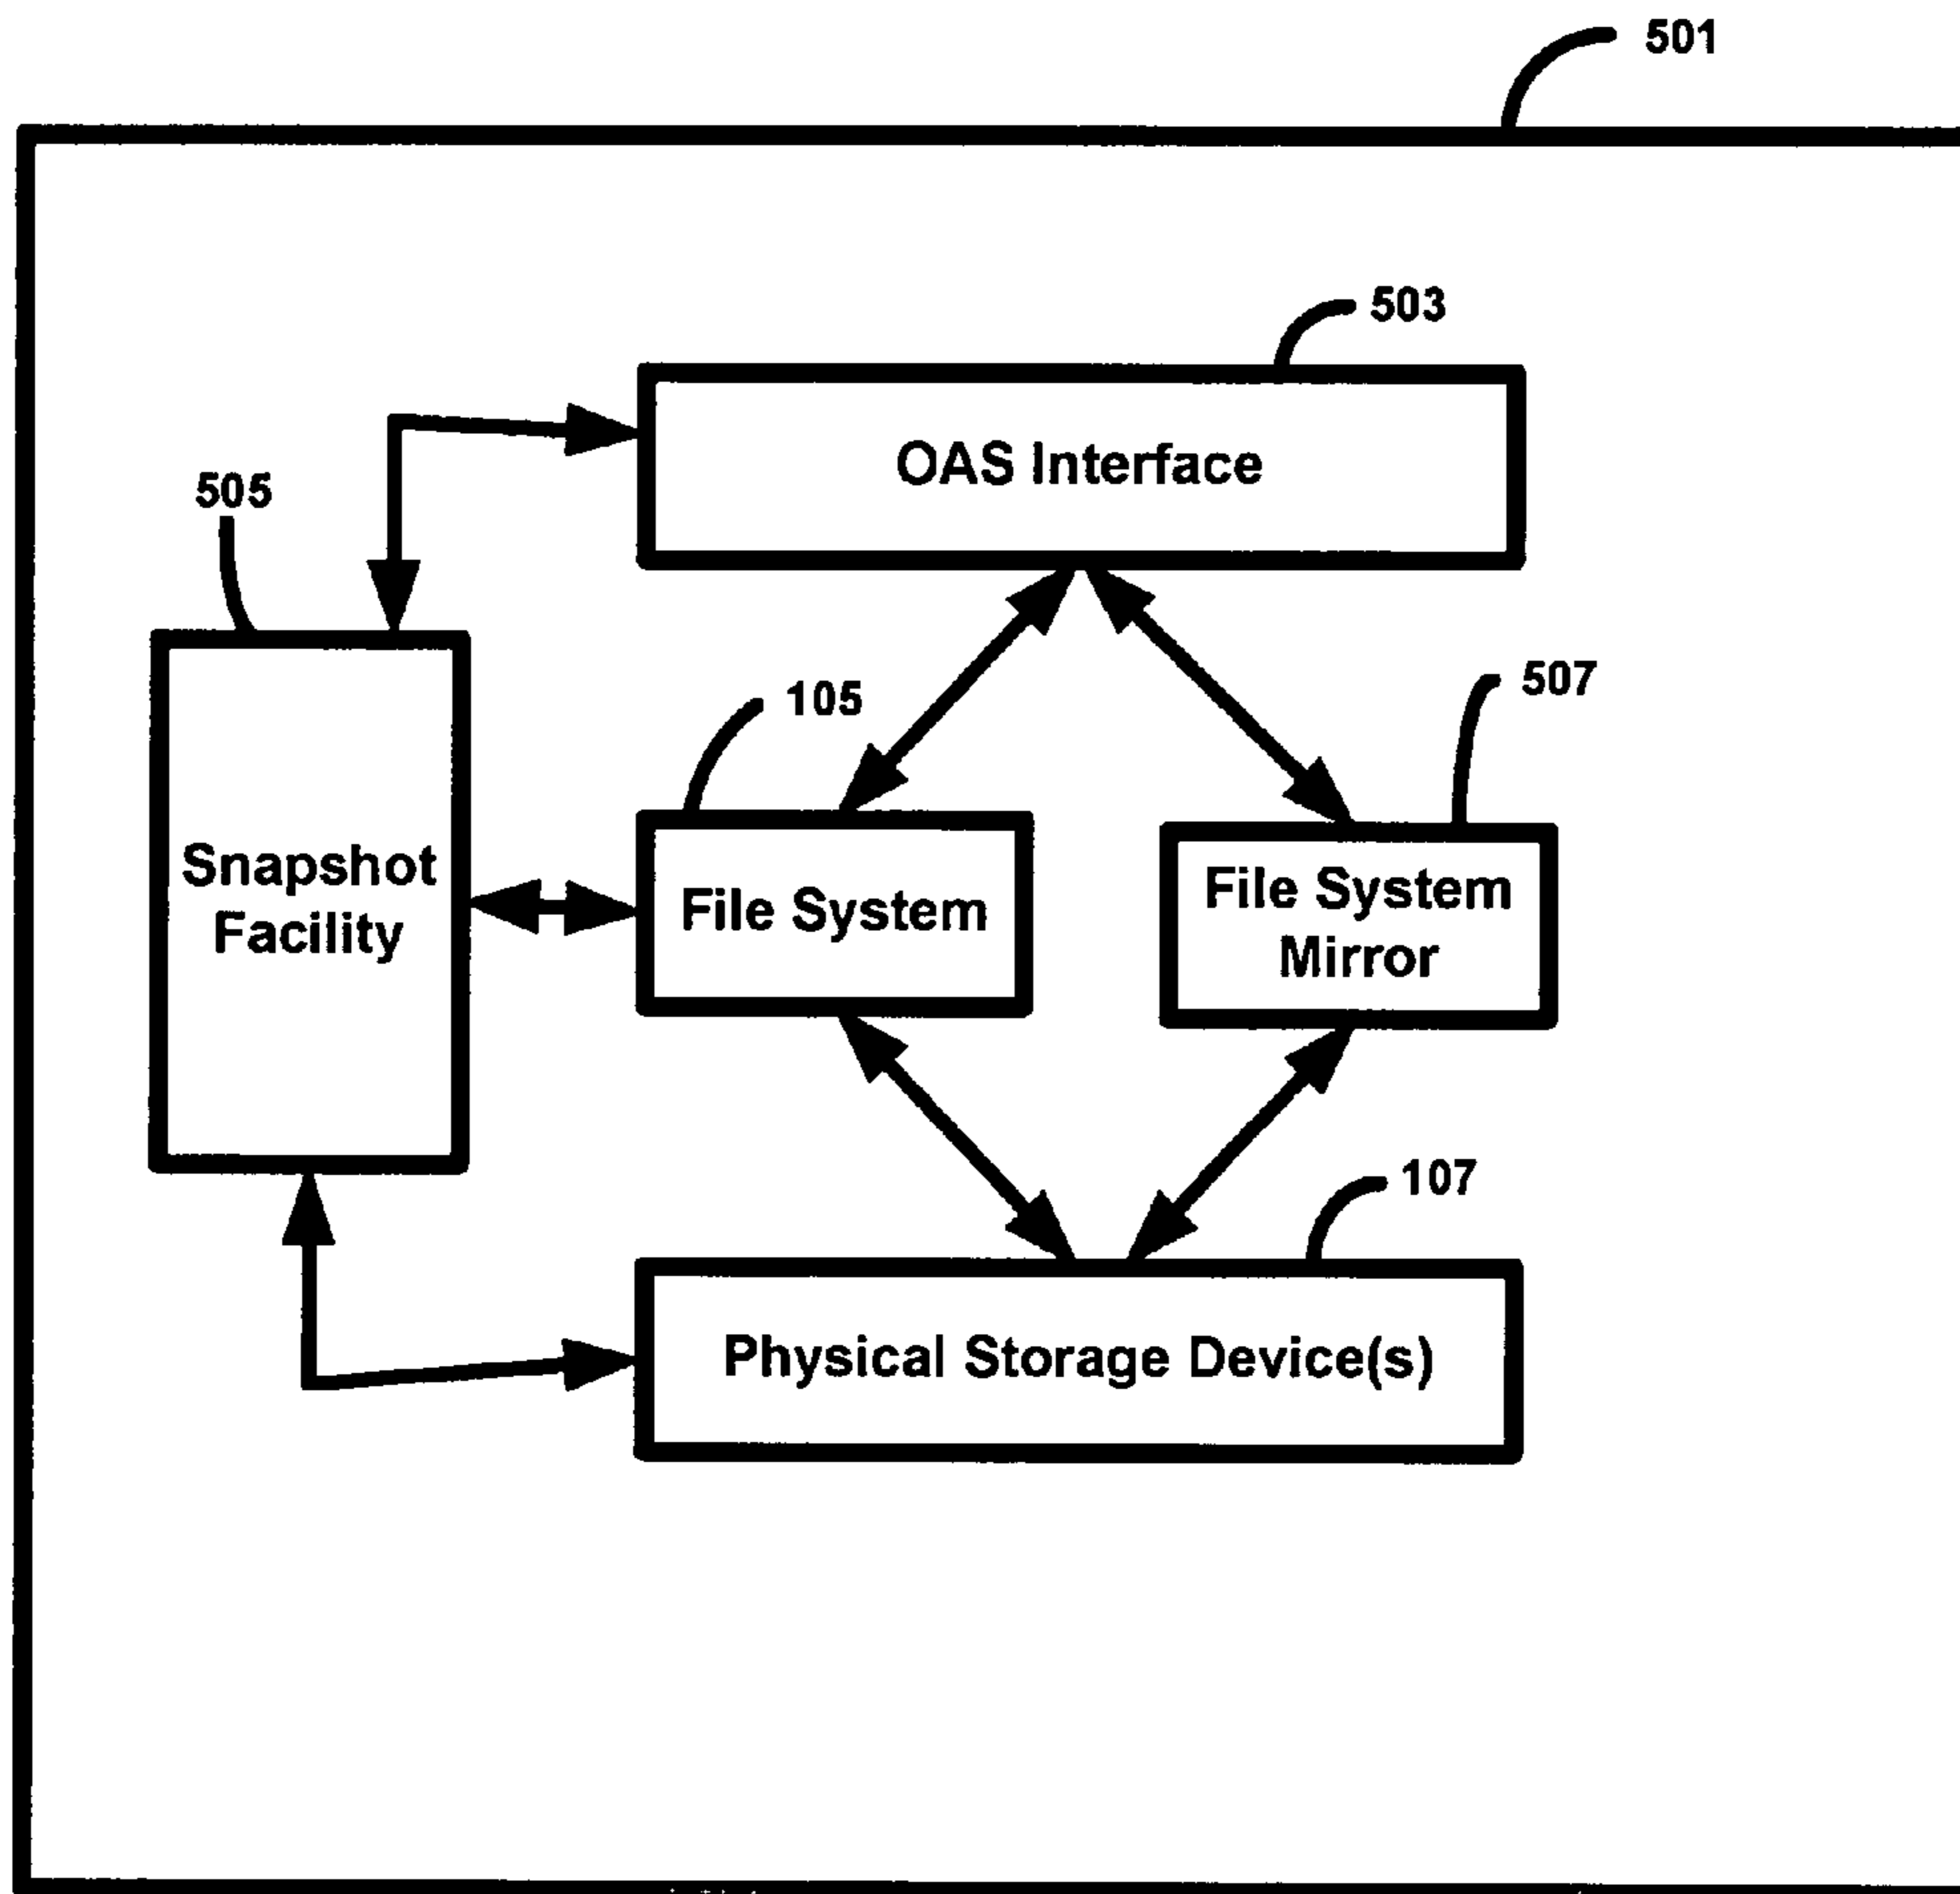 501
503
OAS Interface
505
105
507
Snapshot
Facility
File System
File System
Mirror
107
Physical Storage Device(s)